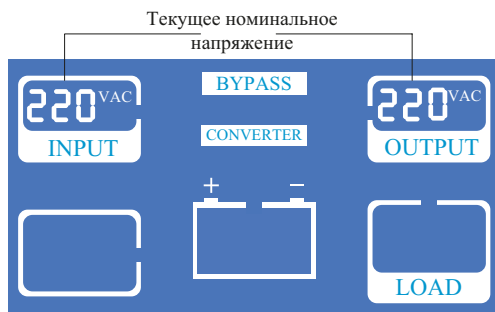 Текущее номинальное
напряжение
220 VAC
INPUT
BYPASS
CONVERTER
220 VAC
OUTPUT
+ −
LOAD